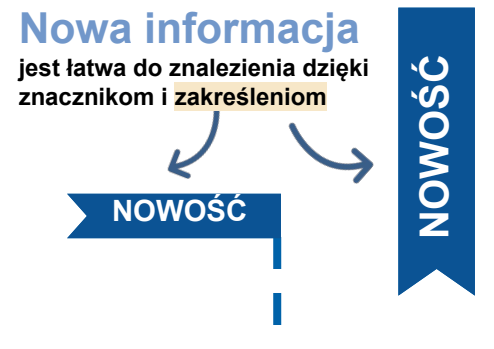 Nowa informacja
jest łatwa do znalezienia dzięki
znacznikom i zakreśleniom
NOWOŚĆ
NOWOŚĆ